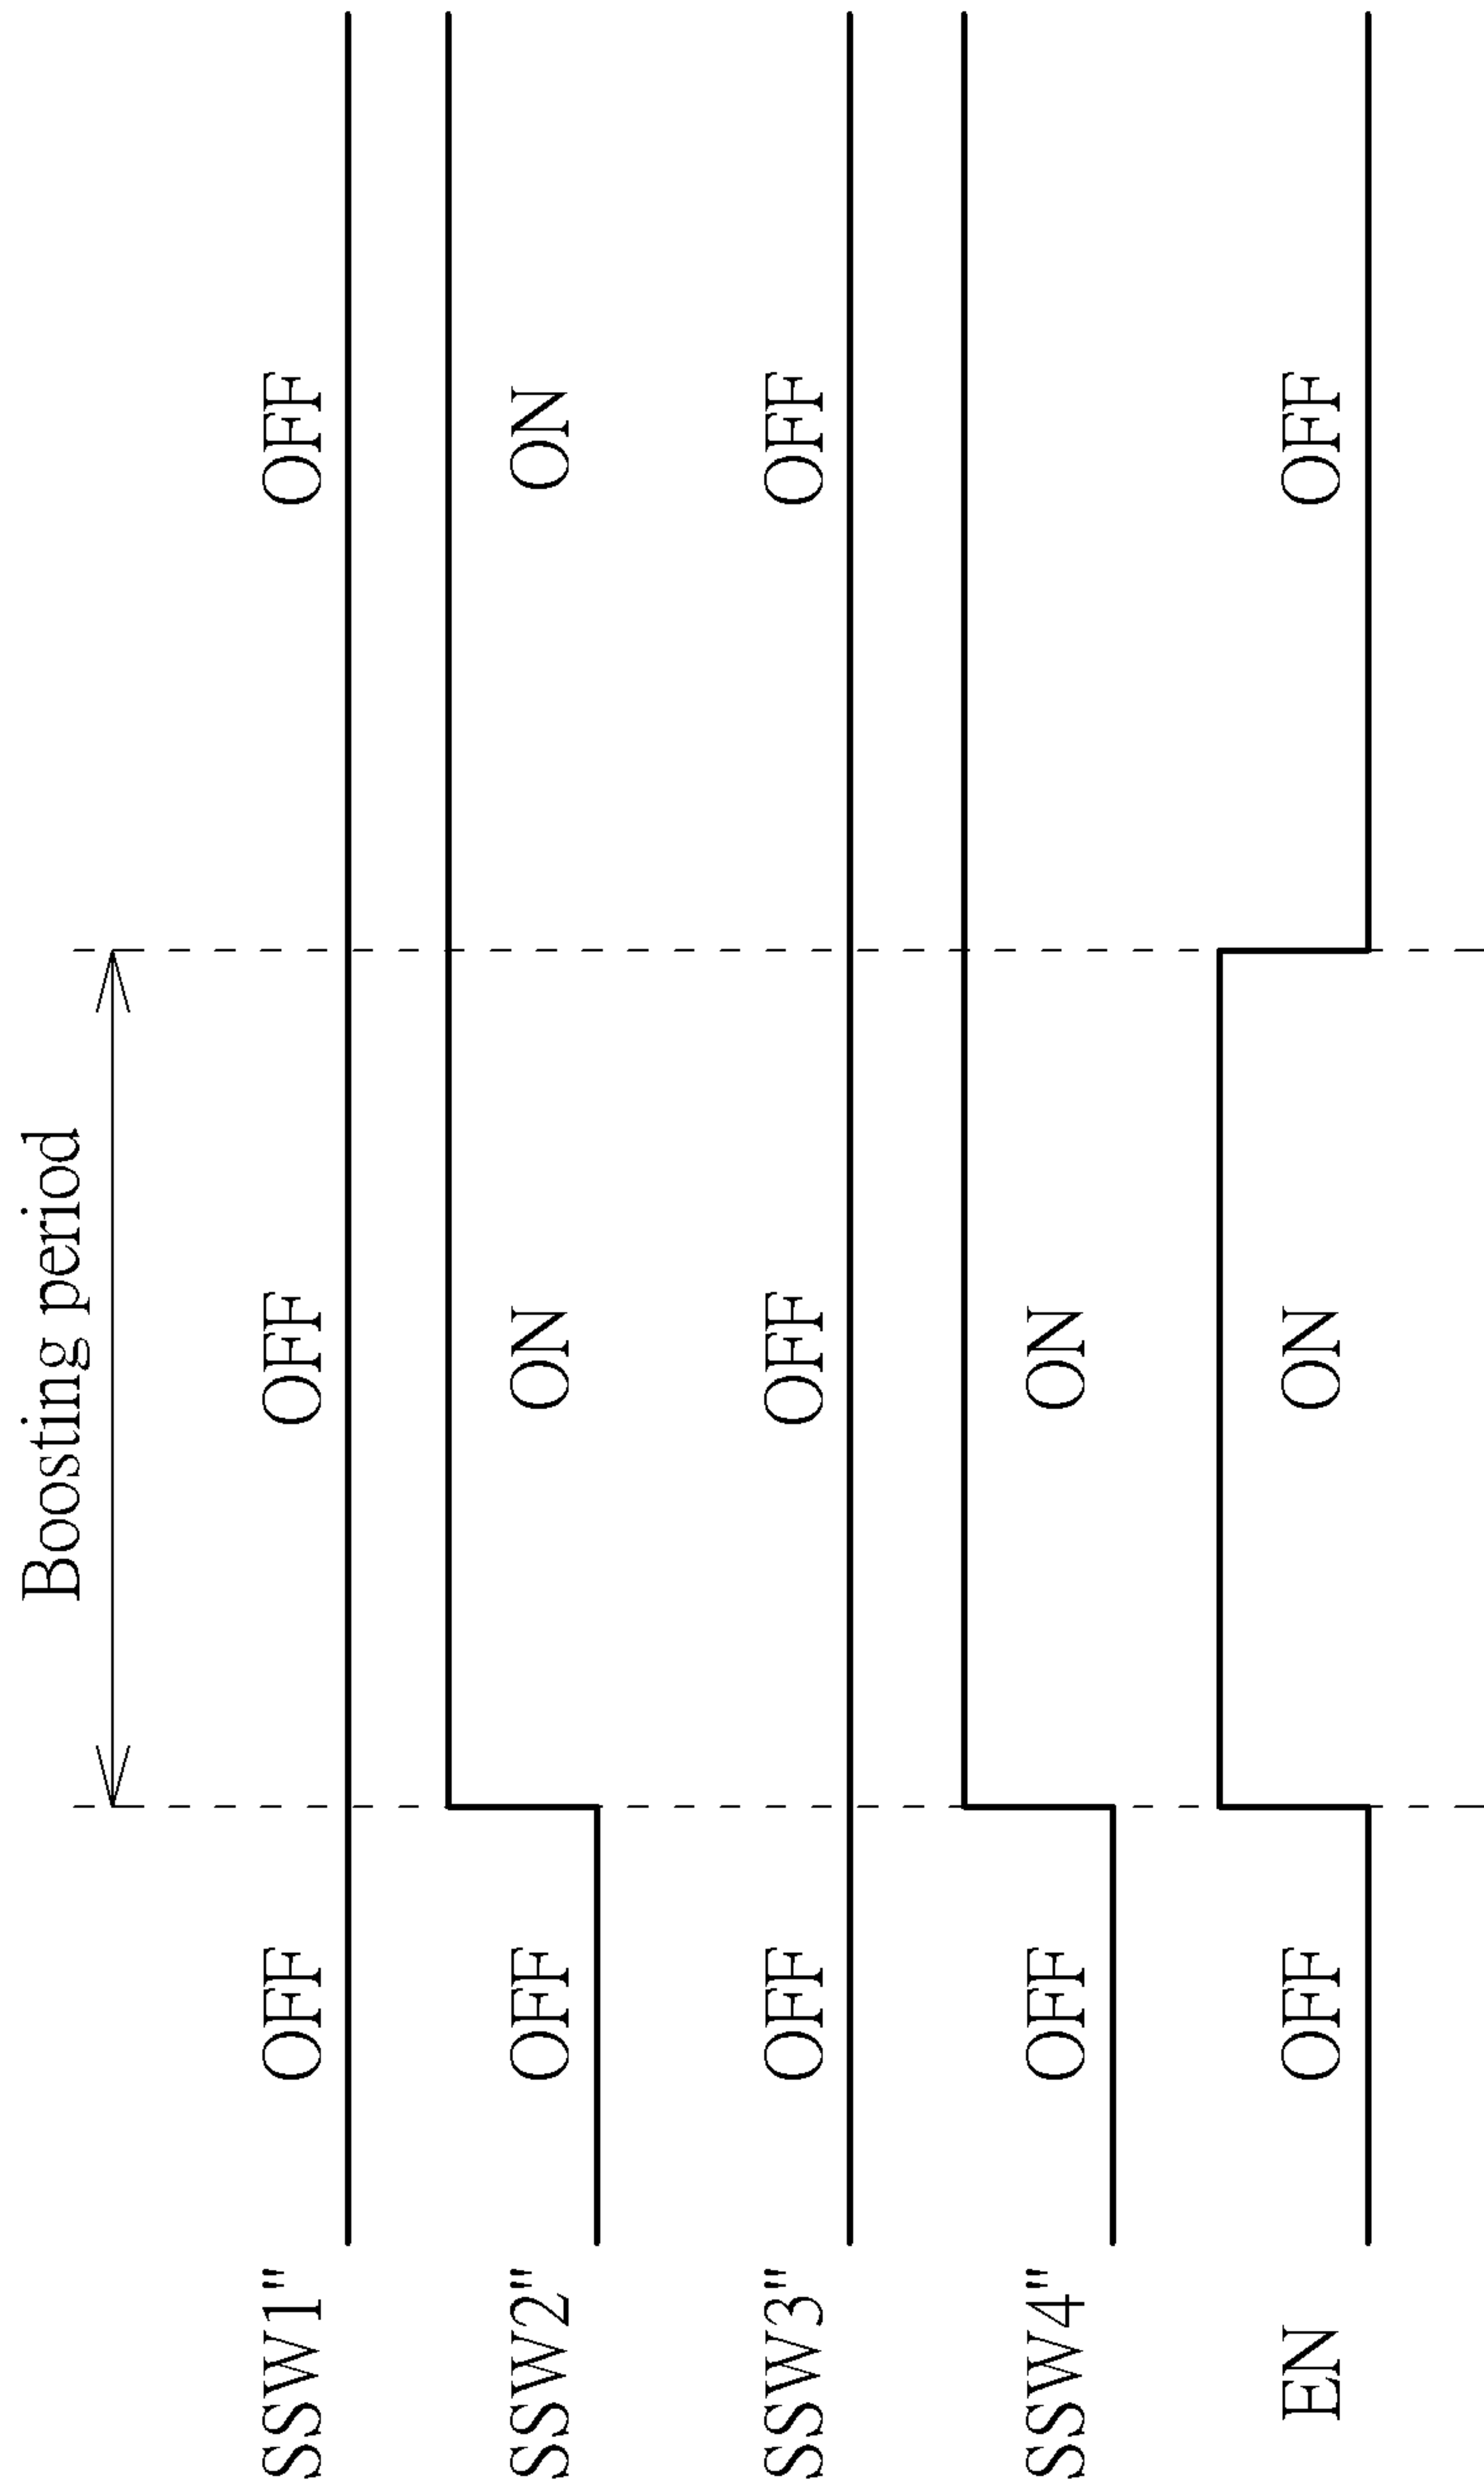 Boosting period
SSW1" OFF OFF OFF
SSW2" OFF ON ON
SSW3" OFF OFF OFF
SSW4" OFF ON
EN OFF ON OFF